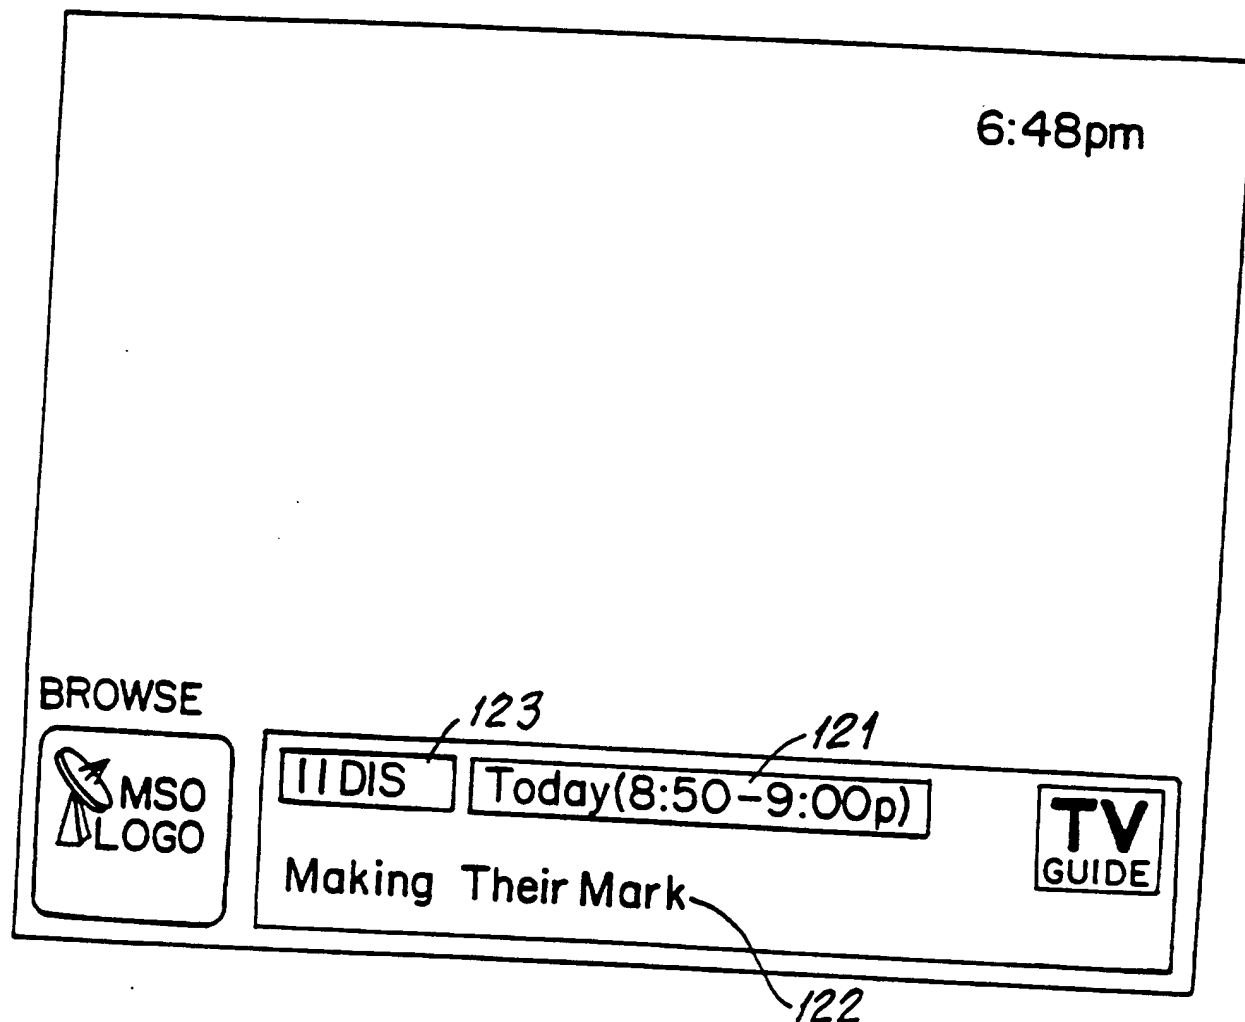 6:48pm
BROWSE
123
121
11 DIS
Today(8:50-9:00p)
MSO
LOGO
TV
GUIDE
Making Their Mark
122